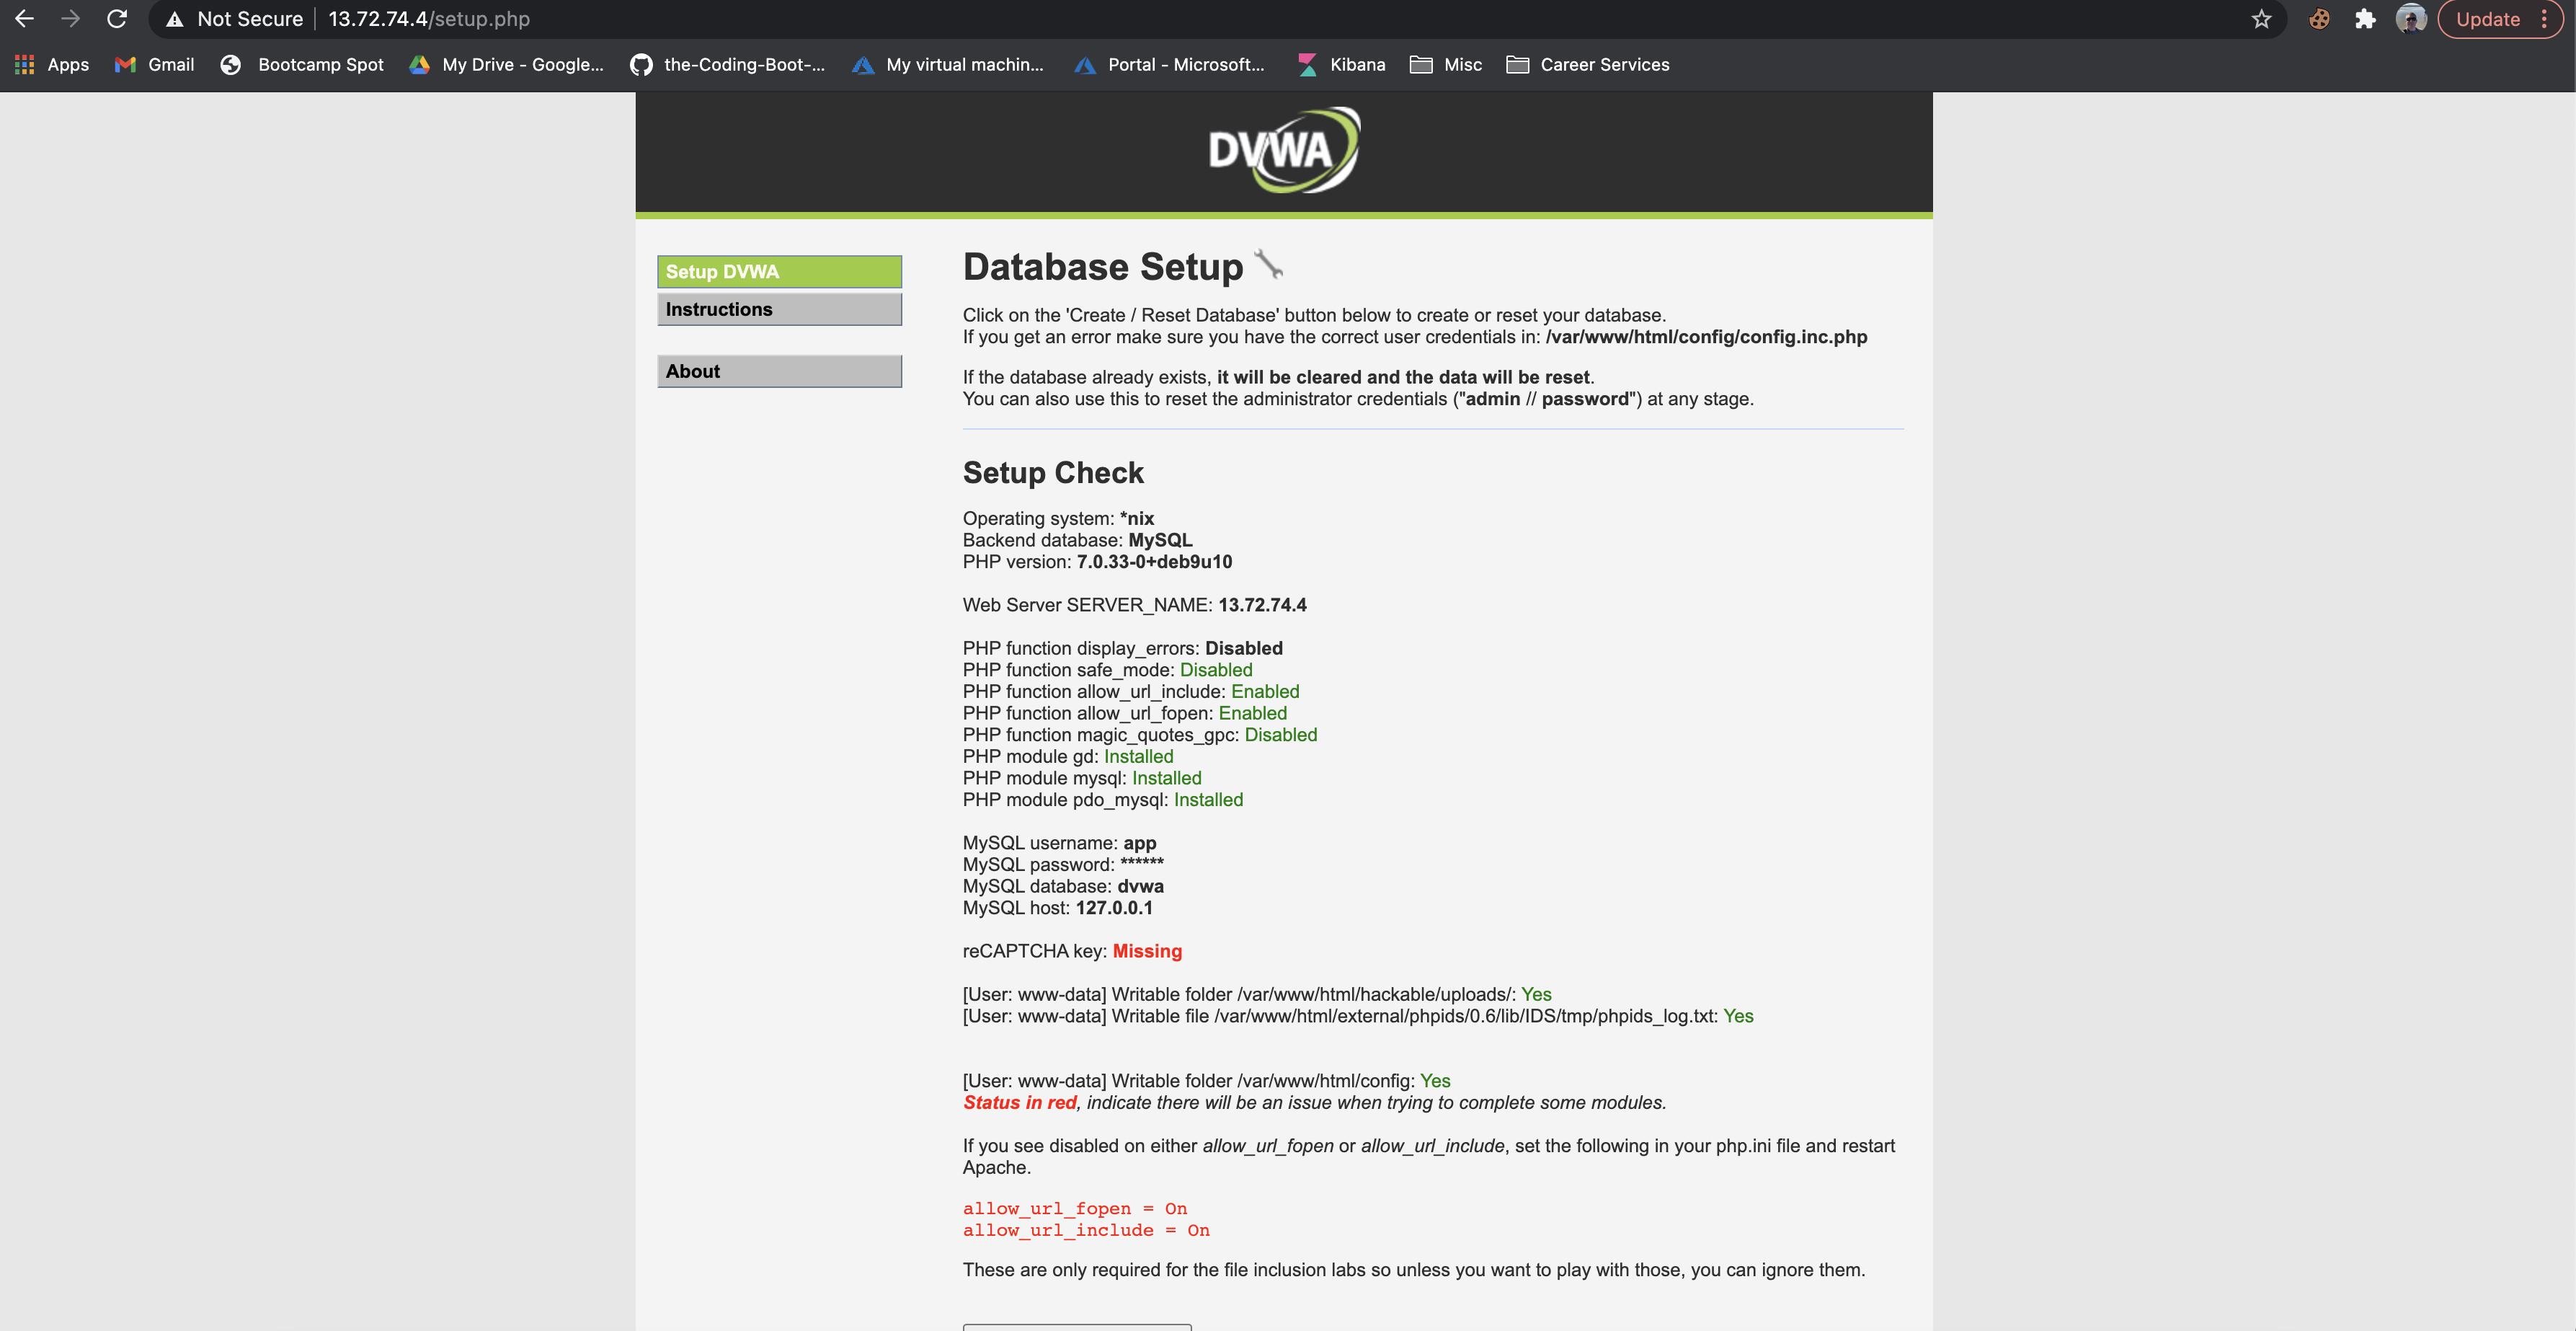 Not Secure 13.72.74.4/setup.php Update
Apps Gmail Bootcamp Spot My Drive - Google... the-Coding-Boot-... My virtual machin... Portal - Microsoft... Kibana Misc Career Services
DVWA
Setup DVWA
Instructions
About
Database Setup
Click on the 'Create / Reset Database' button below to create or reset your database.
If you get an error make sure you have the correct user credentials in: /var/www/html/config/config.inc.php
If the database already exists, it will be cleared and the data will be reset.
You can also use this to reset the administrator credentials ("admin // password") at any stage.
Setup Check
Operating system: *nix
Backend database: MySQL
PHP version: 7.0.33-0+deb9u10
Web Server SERVER_NAME: 13.72.74.4
PHP function display_errors: Disabled
PHP function safe_mode: Disabled
PHP function allow_url_include: Enabled
PHP function allow_url_fopen: Enabled
PHP function magic_quotes_gpc: Disabled
PHP module gd: Installed
PHP module mysql: Installed
PHP module pdo_mysql: Installed
MySQL username: app
MySQL password: ******
MySQL database: dvwa
MySQL host: 127.0.0.1
reCAPTCHA key: Missing
[User: www-data] Writable folder /var/www/html/hackable/uploads/: Yes
[User: www-data] Writable file /var/www/html/external/phpids/0.6/lib/IDS/tmp/phpids_log.txt: Yes
[User: www-data] Writable folder /var/www/html/config: Yes
Status in red, indicate there will be an issue when trying to complete some modules.
If you see disabled on either allow_url_fopen or allow_url_include, set the following in your php.ini file and restart
Apache.
allow_url_fopen = On
allow_url_include = On
These are only required for the file inclusion labs so unless you want to play with those, you can ignore them.